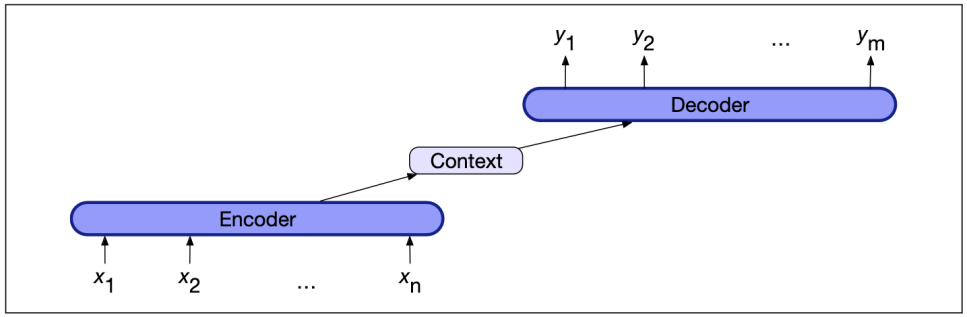 y1 y2 ... ym
Decoder
Context
Encoder
x1 x2 ... xn